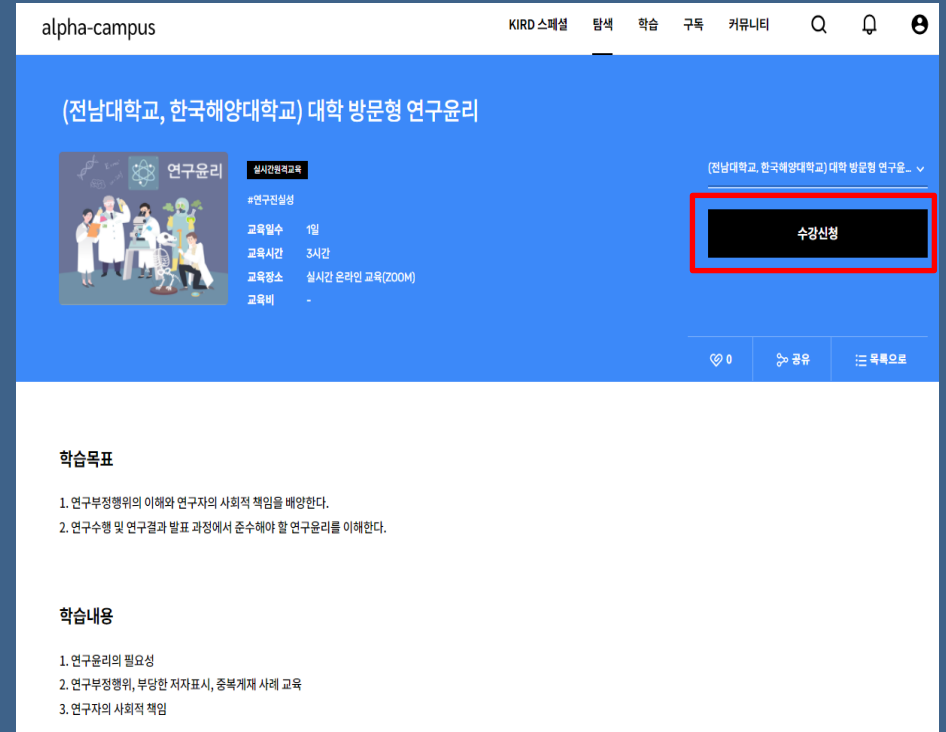 alpha-campus
KIRD 스페셜 탐색 학습 구독 커뮤니티
(전남대학교, 한국해양대학교) 대학 방문형 연구윤리
연구윤리
실시간원격교육
#연구진실성
교육일수 1일
교육시간 3시간
교육장소 실시간 온라인 교육(ZOOM)
교육비 -
(전남대학교, 한국해양대학교) 대학 방문형 연구윤...
수강신청
0 공유 목록으로
학습목표
1. 연구부정행위의 이해와 연구자의 사회적 책임을 배양한다.
2. 연구수행 및 연구결과 발표 과정에서 준수해야 할 연구윤리를 이해한다.
학습내용
1. 연구윤리의 필요성
2. 연구부정행위, 부당한 저자표시, 중복게재 사례 교육
3. 연구자의 사회적 책임